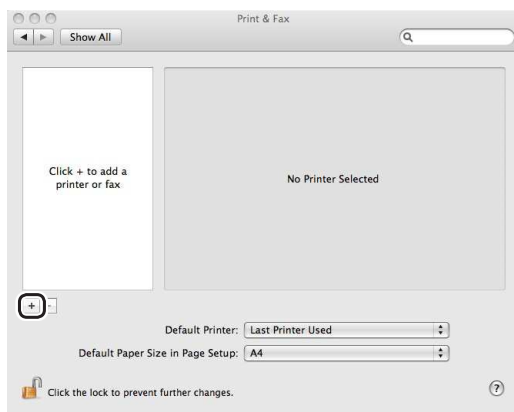 Print & Fax
Show All
Click + to add a
printer or fax
No Printer Selected
+ -
Default Printer: Last Printer Used
Default Paper Size in Page Setup: A4
Click the lock to prevent further changes.
?